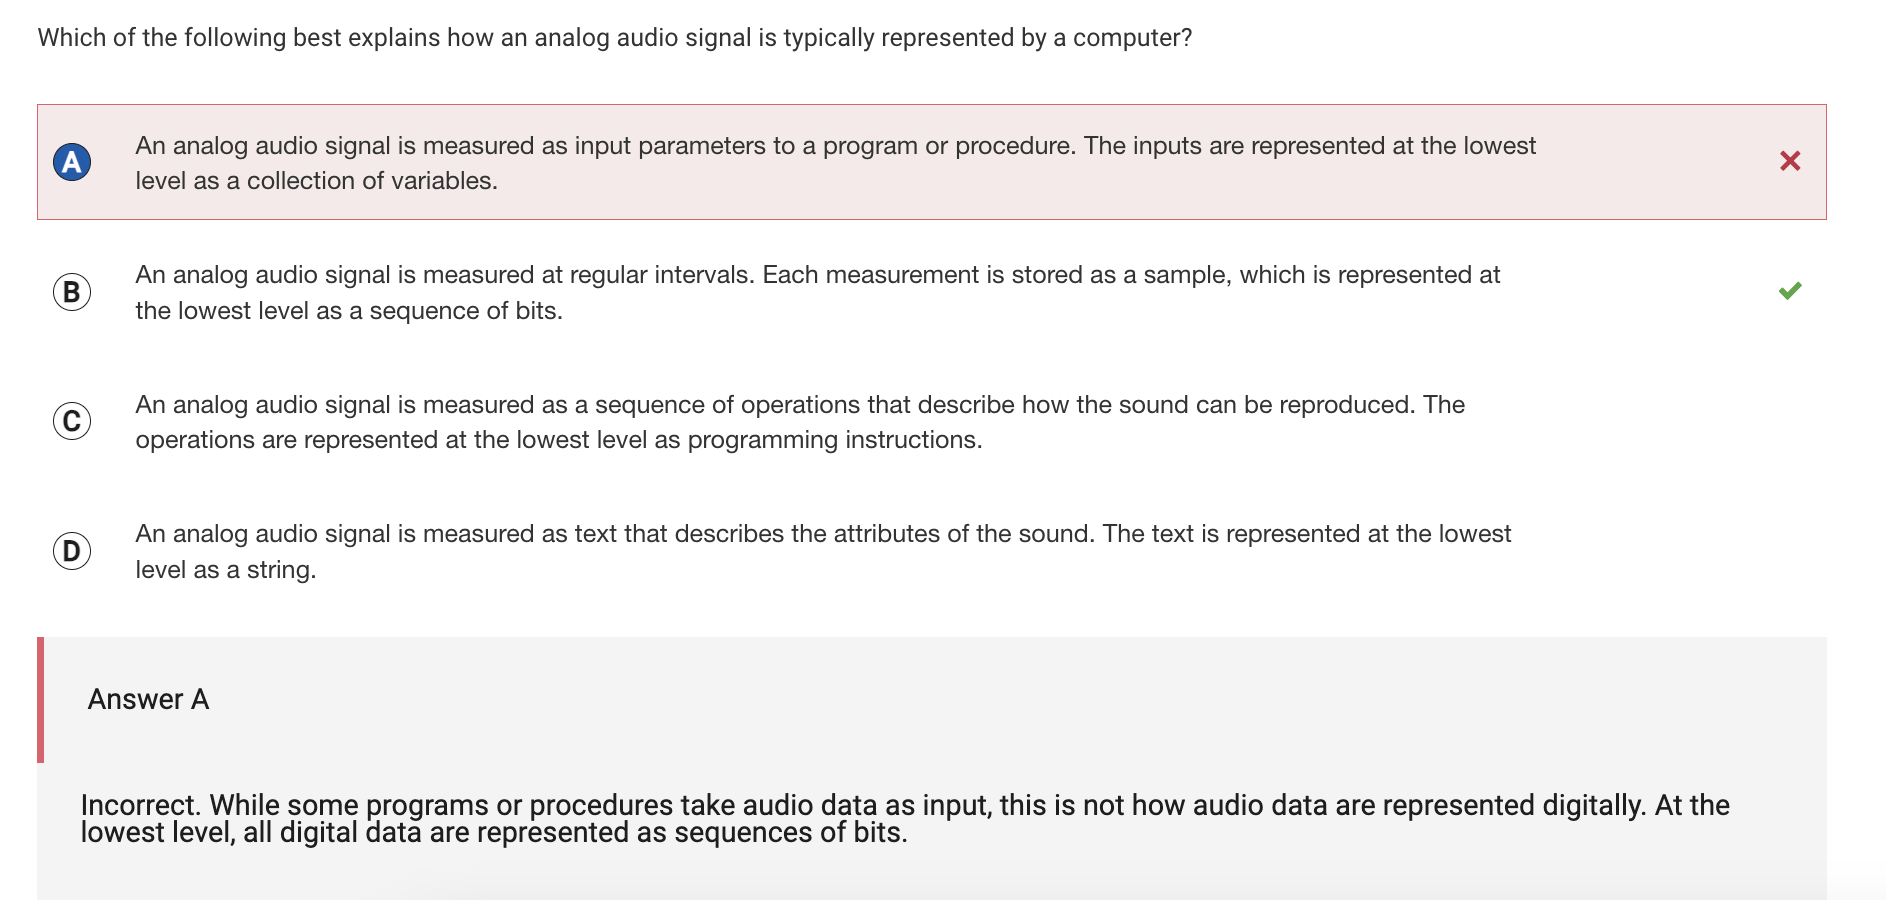 Which of the following best explains how an analog audio signal is typically represented by a computer?
A
An analog audio signal is measured as input parameters to a program or procedure. The inputs are represented at the lowest
level as a collection of variables.
B
An analog audio signal is measured at regular intervals. Each measurement is stored as a sample, which is represented at
the lowest level as a sequence of bits.
C
An analog audio signal is measured as a sequence of operations that describe how the sound can be reproduced. The
operations are represented at the lowest level as programming instructions.
D
An analog audio signal is measured as text that describes the attributes of the sound. The text is represented at the lowest
level as a string.
Answer A
Incorrect. While some programs or procedures take audio data as input, this is not how audio data are represented digitally. At the
lowest level, all digital data are represented as sequences of bits.